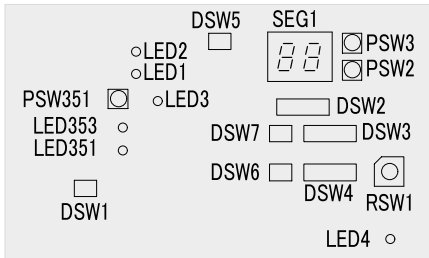 DSW5
SEG1
LED2
PSW3
LED1
PSW2
PSW351
LED3
DSW2
LED353
DSW7
DSW3
LED351
DSW6
DSW4
DSW1
RSW1
LED4